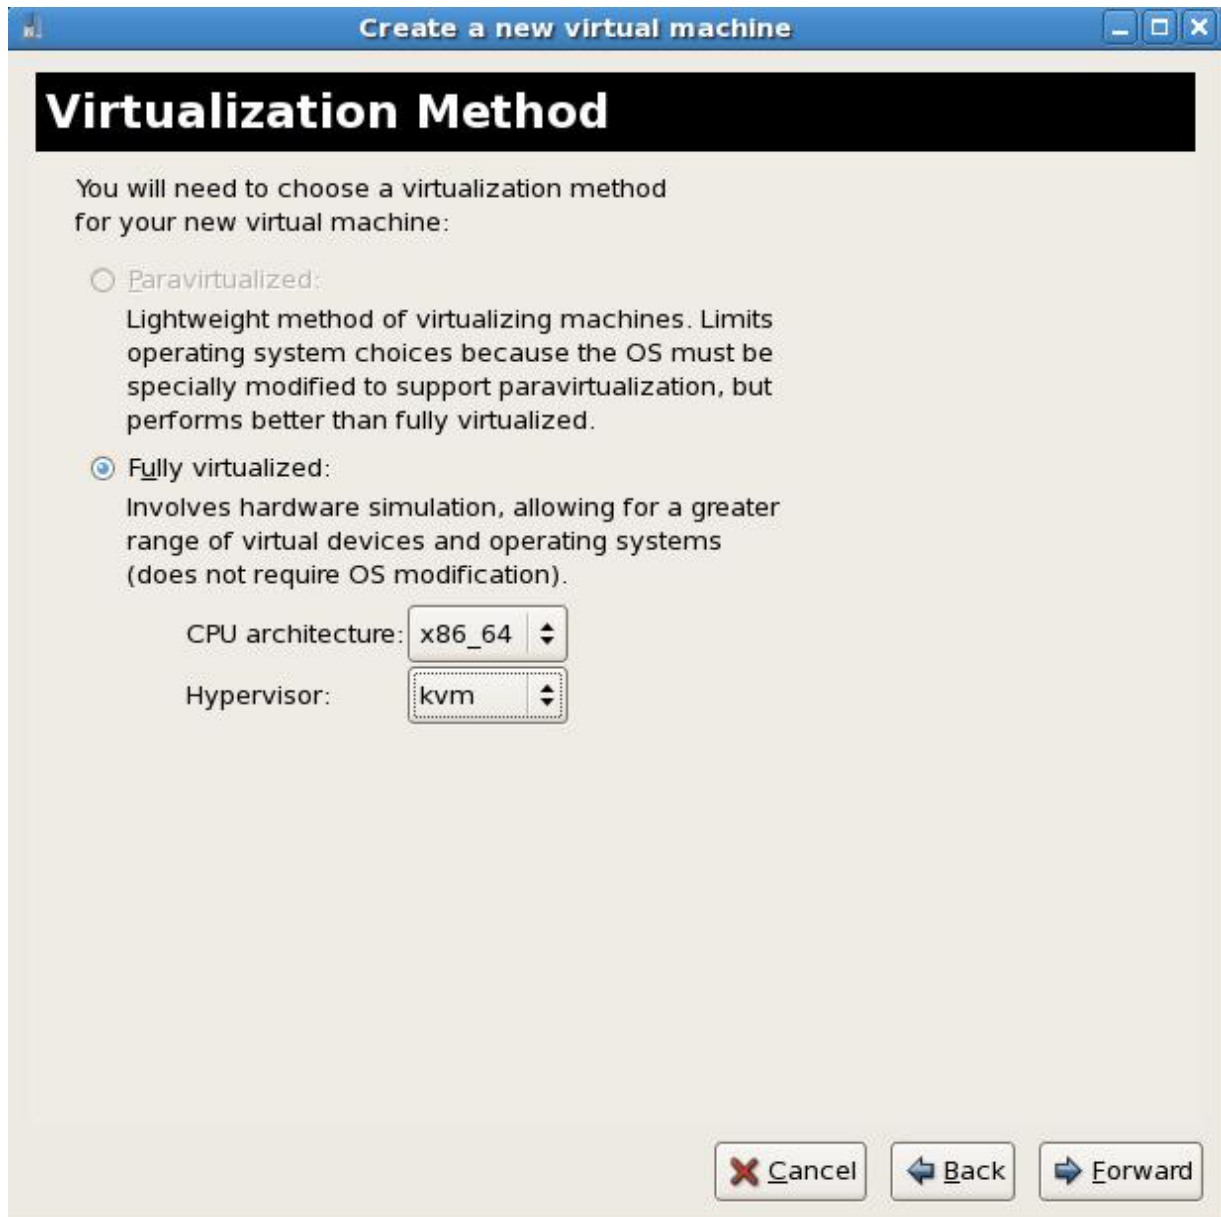 Create a new virtual machine
Virtualization Method
You will need to choose a virtualization method
for your new virtual machine:
Paravirtualized:
Lightweight method of virtualizing machines. Limits
operating system choices because the OS must be
specially modified to support paravirtualization, but
performs better than fully virtualized.
Fully virtualized:
Involves hardware simulation, allowing for a greater
range of virtual devices and operating systems
(does not require OS modification).
CPU architecture: x86_64
Hypervisor: kvm
Cancel Back Forward